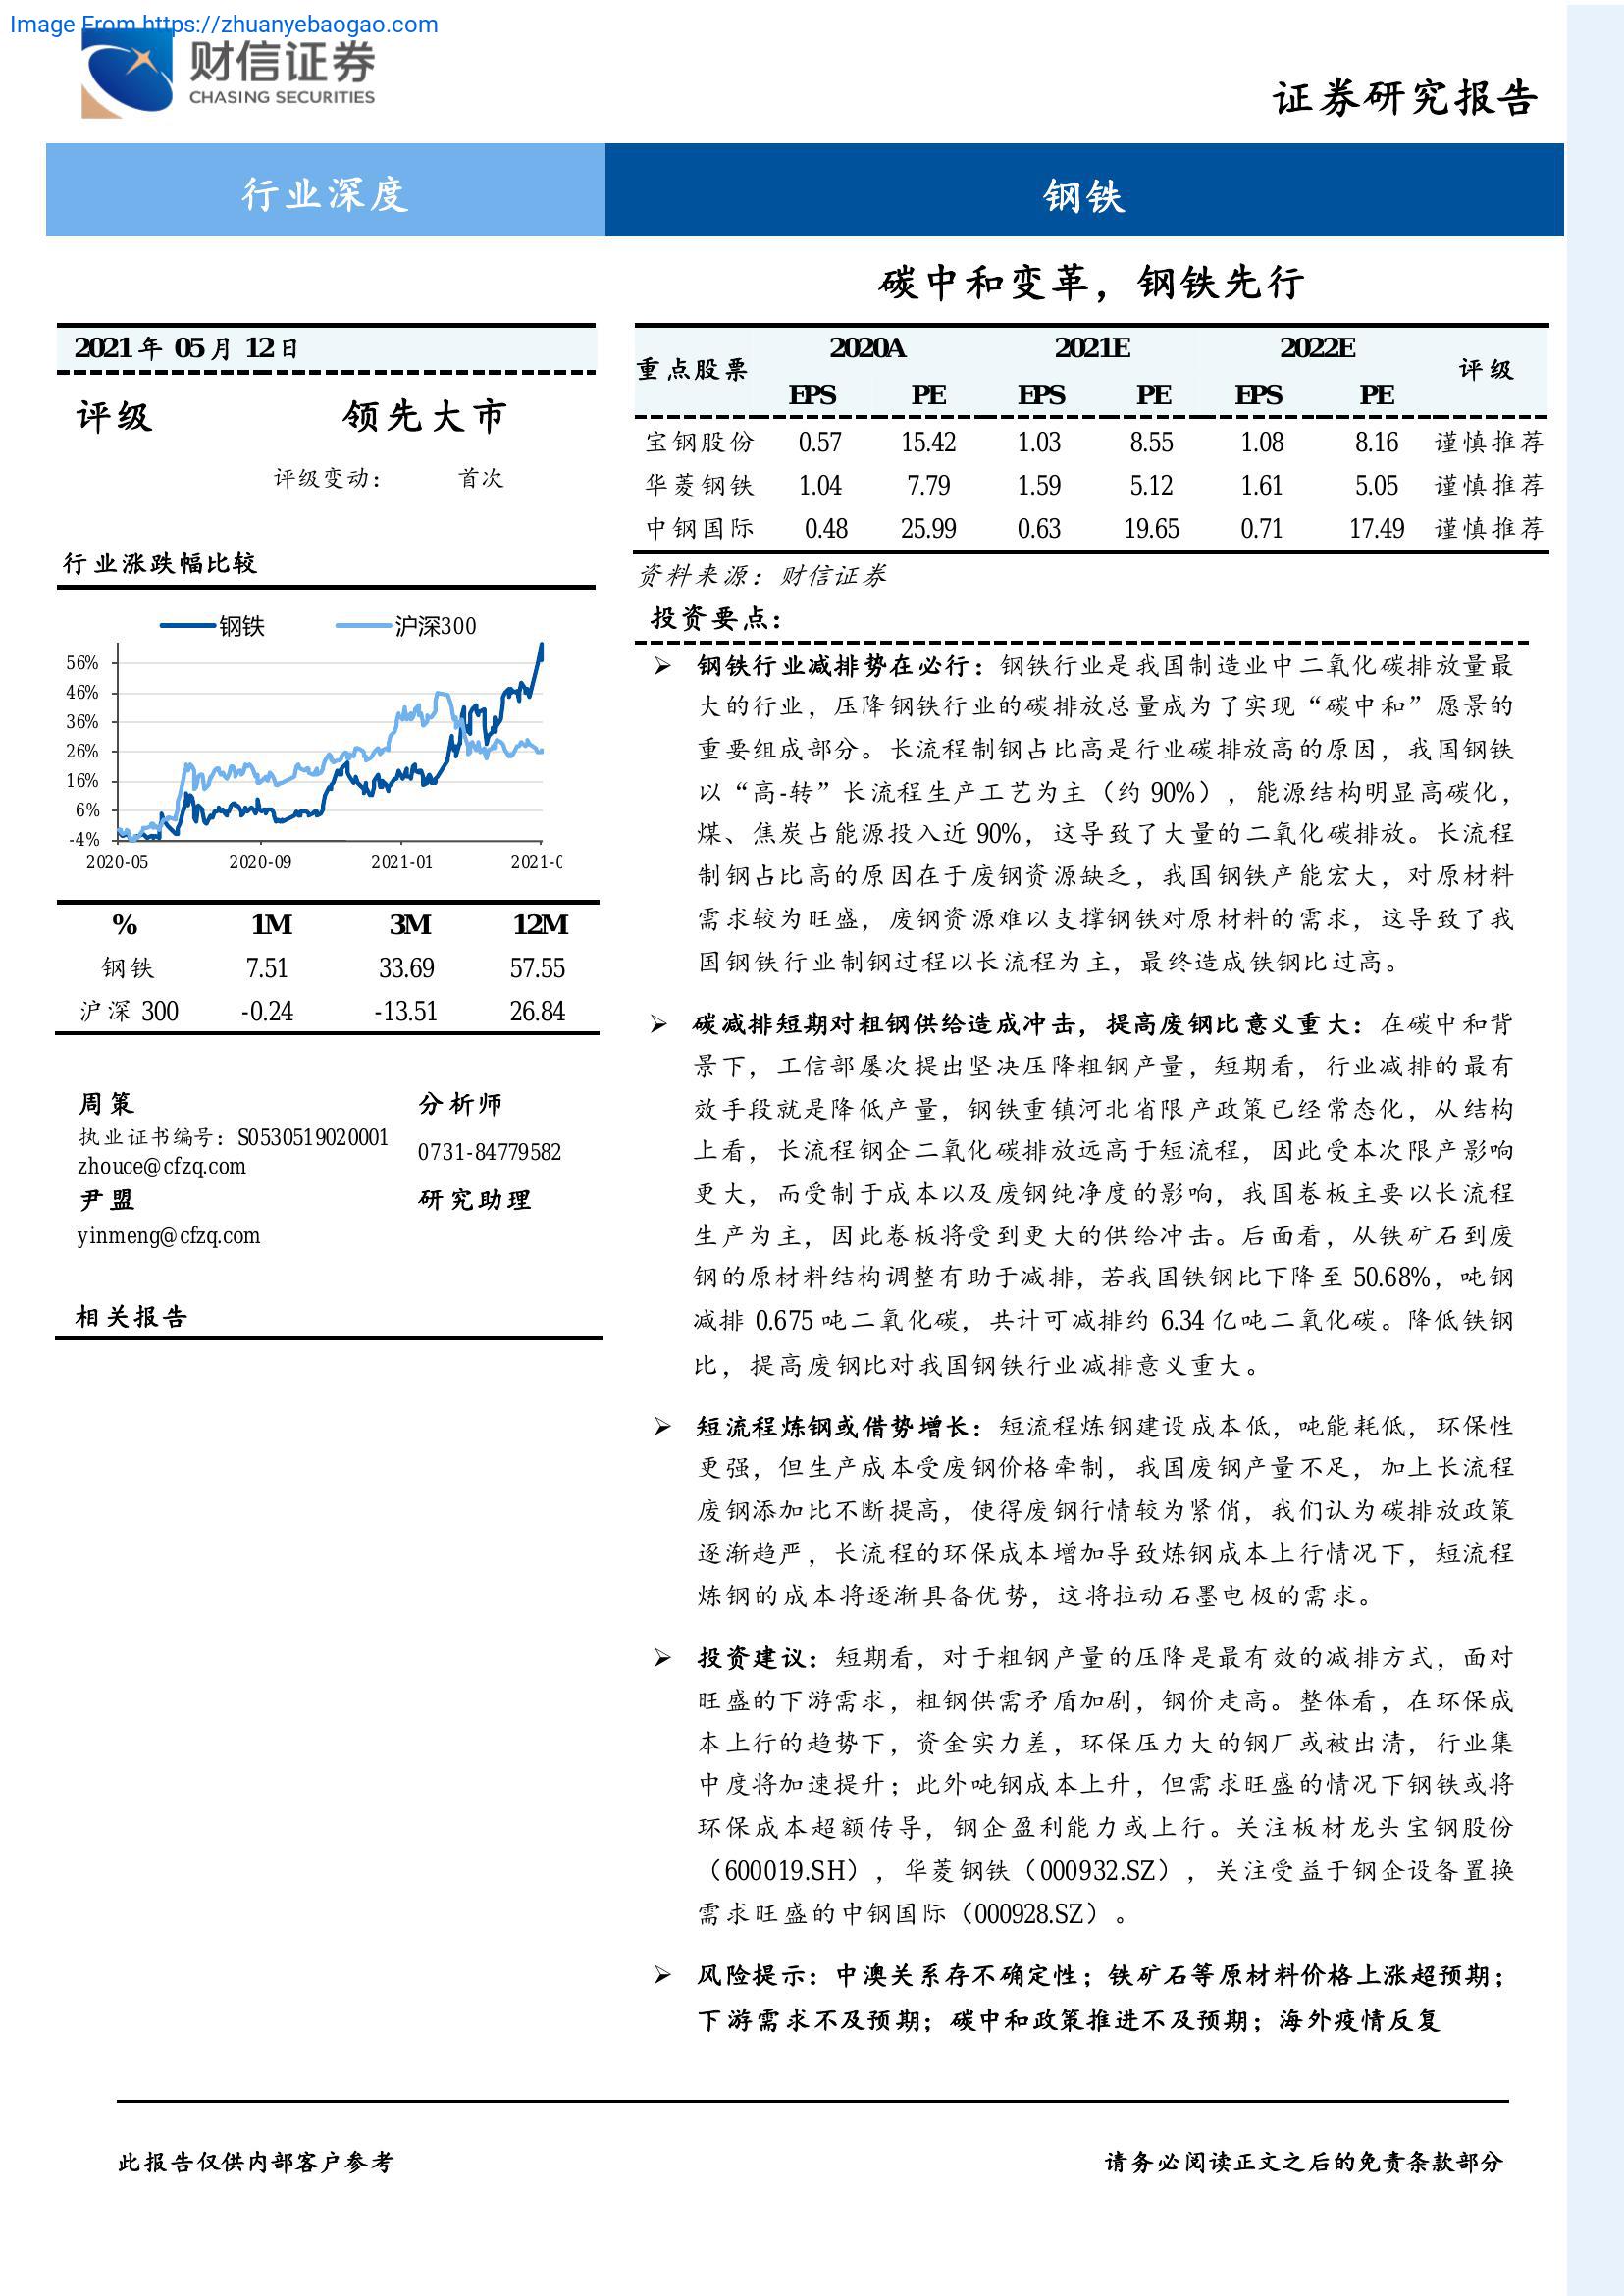 Image From https://zhuanyebaogao.com
财信证券
CHASING SECURITIES
证券研究报告
行业深度
钢铁
碳中和变革，钢铁先行
2021 年 05 月 12 日
评级 领先大市
评级变动： 首次
行业涨跌幅比较
钢铁 沪深300
56%
46%
36%
26%
16%
6%
-4%
2020-05 2020-09 2021-01 2021-0
% 1M 3M 12M
钢铁 7.51 33.69 57.55
沪深 300 -0.24 -13.51 26.84
周策 分析师
执业证书编号：S0530519020001 0731-84779582
zhouce@cfzq.com
尹盟 研究助理
yinmeng@cfzq.com
相关报告
重点股票 2020A 2021E 2022E 评级
EPS PE EPS PE EPS PE
宝钢股份 0.57 15.42 1.03 8.55 1.08 8.16 谨慎推荐
华菱钢铁 1.04 7.79 1.59 5.12 1.61 5.05 谨慎推荐
中钢国际 0.48 25.99 0.63 19.65 0.71 17.49 谨慎推荐
资料来源：财信证券
投资要点：
➢ 钢铁行业减排势在必行：钢铁行业是我国制造业中二氧化碳排放量最
大的行业，压降钢铁行业的碳排放总量成为了实现“碳中和”愿景的
重要组成部分。长流程制钢占比高是行业碳排放高的原因，我国钢铁
以“高-转”长流程生产工艺为主（约 90%），能源结构明显高碳化，
煤、焦炭占能源投入近 90%，这导致了大量的二氧化碳排放。长流程
制钢占比高的原因在于废钢资源缺乏，我国钢铁产能宏大，对原材料
需求较为旺盛，废钢资源难以支撑钢铁对原材料的需求，这导致了我
国钢铁行业制钢过程以长流程为主，最终造成铁钢比过高。
➢ 碳减排短期对粗钢供给造成冲击，提高废钢比意义重大：在碳中和背
景下，工信部屡次提出坚决压降粗钢产量，短期看，行业减排的最有
效手段就是降低产量，钢铁重镇河北省限产政策已经常态化，从结构
上看，长流程钢企二氧化碳排放远高于短流程，因此受本次限产影响
更大，而受制于成本以及废钢纯净度的影响，我国卷板主要以长流程
生产为主，因此卷板将受到更大的供给冲击。后面看，从铁矿石到废
钢的原材料结构调整有助于减排，若我国铁钢比下降至 50.68%，吨钢
减排 0.675 吨二氧化碳，共计可减排约 6.34 亿吨二氧化碳。降低铁钢
比，提高废钢比对我国钢铁行业减排意义重大。
➢ 短流程炼钢或借势增长：短流程炼钢建设成本低，吨能耗低，环保性
更强，但生产成本受废钢价格牵制，我国废钢产量不足，加上长流程
废钢添加比不断提高，使得废钢行情较为紧俏，我们认为碳排放政策
逐渐趋严，长流程的环保成本增加导致炼钢成本上行情况下，短流程
炼钢的成本将逐渐具备优势，这将拉动石墨电极的需求。
➢ 投资建议：短期看，对于粗钢产量的压降是最有效的减排方式，面对
旺盛的下游需求，粗钢供需矛盾加剧，钢价走高。整体看，在环保成
本上行的趋势下，资金实力差，环保压力大的钢厂或被出清，行业集
中度将加速提升；此外吨钢成本上升，但需求旺盛的情况下钢铁或将
环保成本超额传导，钢企盈利能力或上行。关注板材龙头宝钢股份
（600019.SH），华菱钢铁（000932.SZ），关注受益于钢企设备置换
需求旺盛的中钢国际（000928.SZ）。
➢ 风险提示：中澳关系存不确定性；铁矿石等原材料价格上涨超预期；
下游需求不及预期；碳中和政策推进不及预期；海外疫情反复
此报告仅供内部客户参考 请务必阅读正文之后的免责条款部分